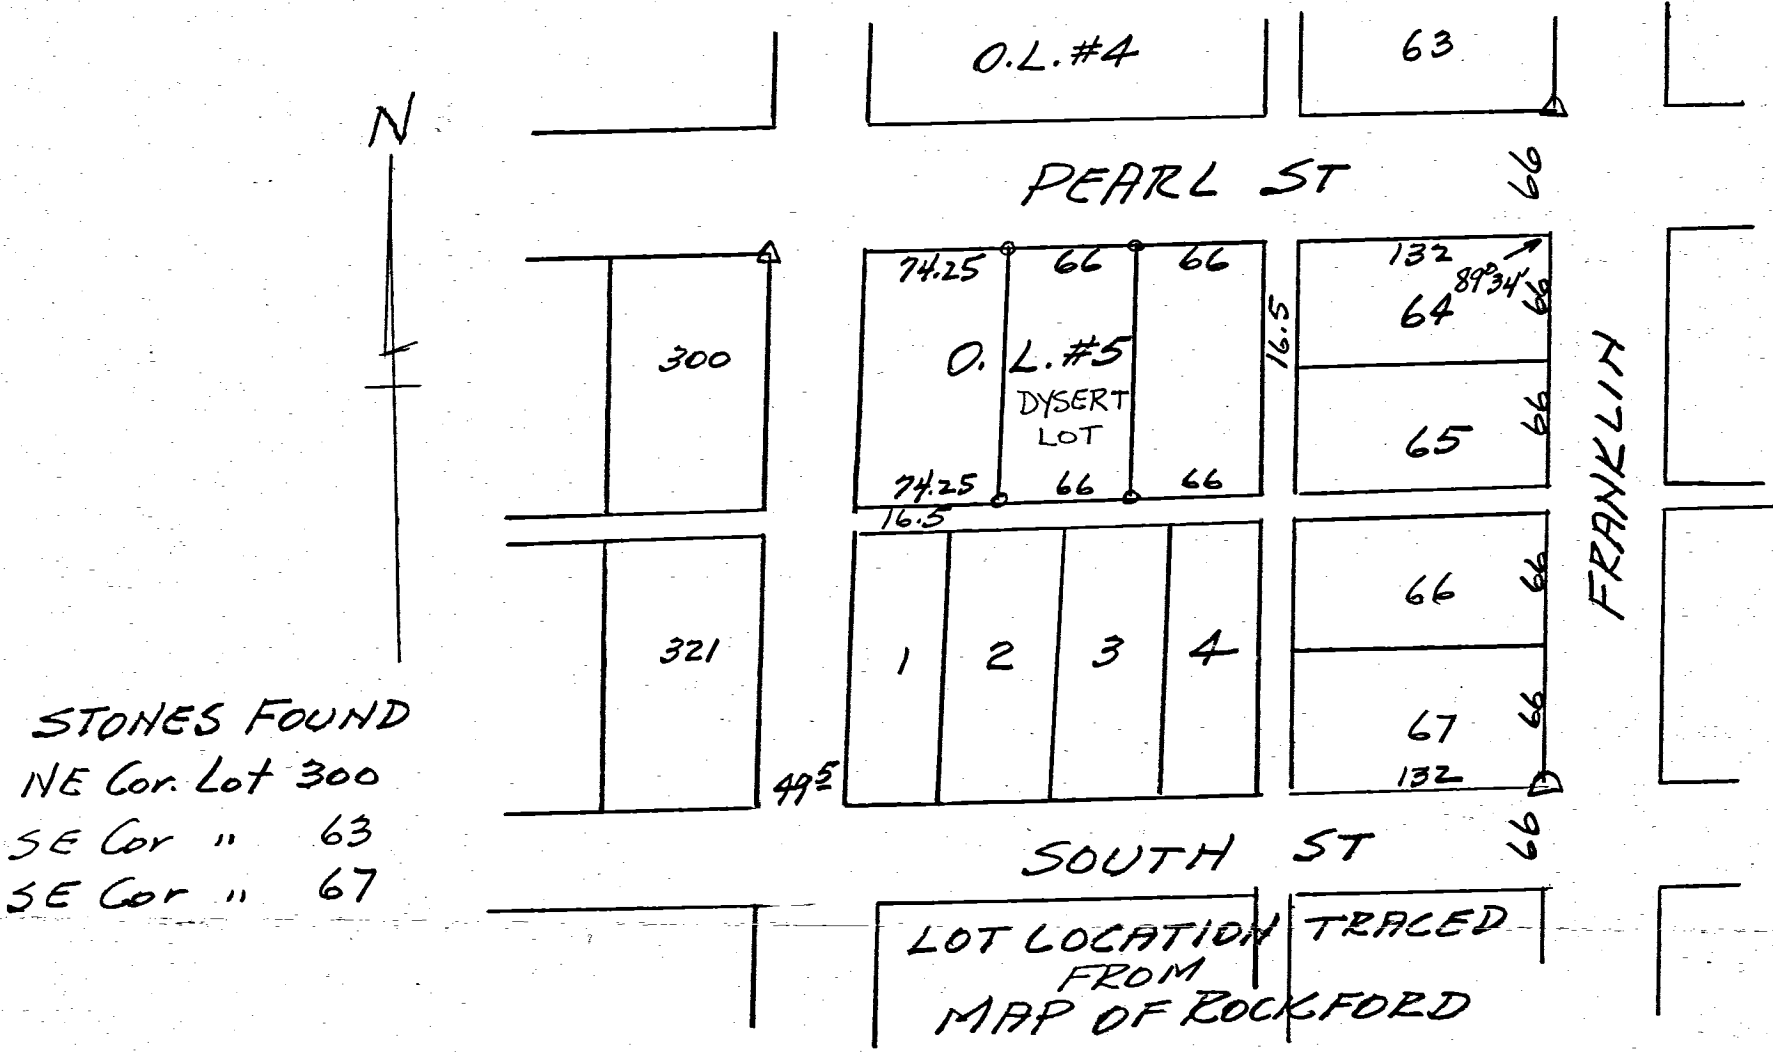 O.L.#4
63
N
PEARL ST
66
74.25 66 66
132
89°34'
66
64
16.5
300
O. L.#5
DYSERT
LOT
65
66
FRANKLIN
74.25 66 66
16.5
66
66
321
1 2 3 4
67
66
132
49⁵
66
SOUTH ST
STONES FOUND
NE Cor. Lot 300
SE Cor " 63
SE Cor " 67
LOT LOCATION TRACED
FROM
MAP OF ROCKFORD